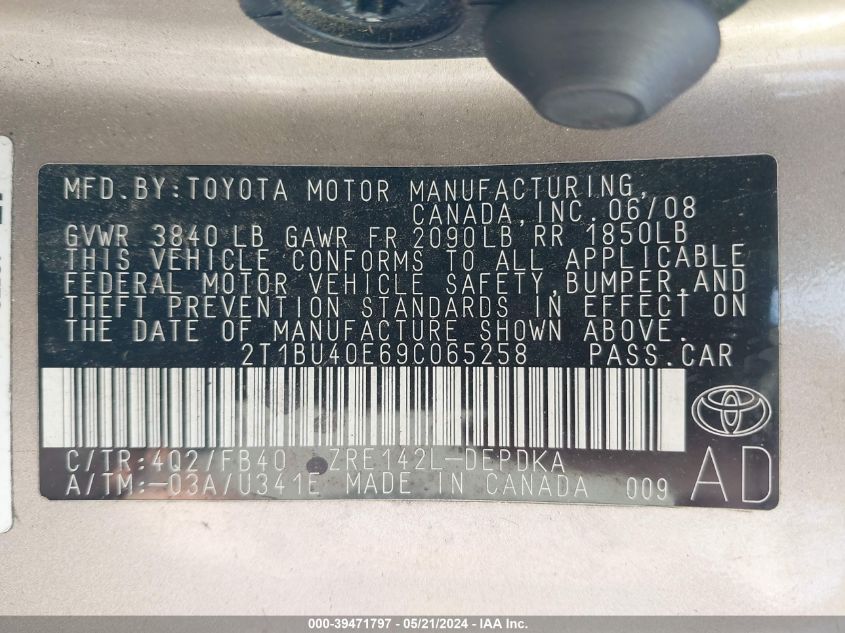 MFD.BY:TOYOTA MOTOR MANUFACTURING,
CANADA,INC.06/08
GVWR 3840 LB GAWR FR 2090LB RR 1850LB
THIS VEHICLE CONFORMS TO ALL APPLICABLE
FEDERAL MOTOR VEHICLE SAFETY,BUMPER,AND
THEFT PREVENTION STANDARDS IN EFFECT ON
THE DATE OF MANUFACTURE SHOWN ABOVE.
2T1BU40E69C065258 PASS.CAR
C/TR:4Q2/FB40 ZRE142L-DEPDKA
A/TM:-03A/U341E MADE IN CANADA 009
AD
000-39471797 - 05/21/2024 - IAA Inc.